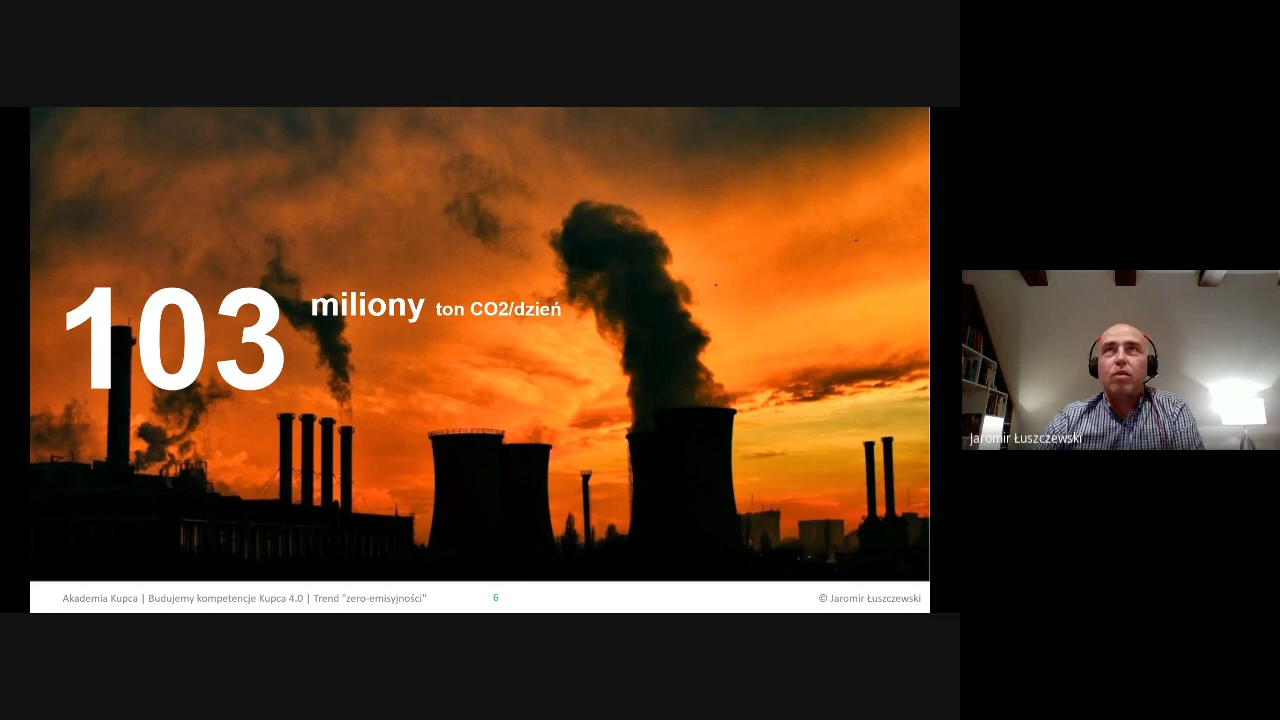 103 miliony ton CO2/dzień
Jaromir Łuszczewski
Akademia Kupca | Budujemy kompetencje Kupca 4.0 | Trend "zero-emisyjności" 6 © Jaromir Łuszczewski